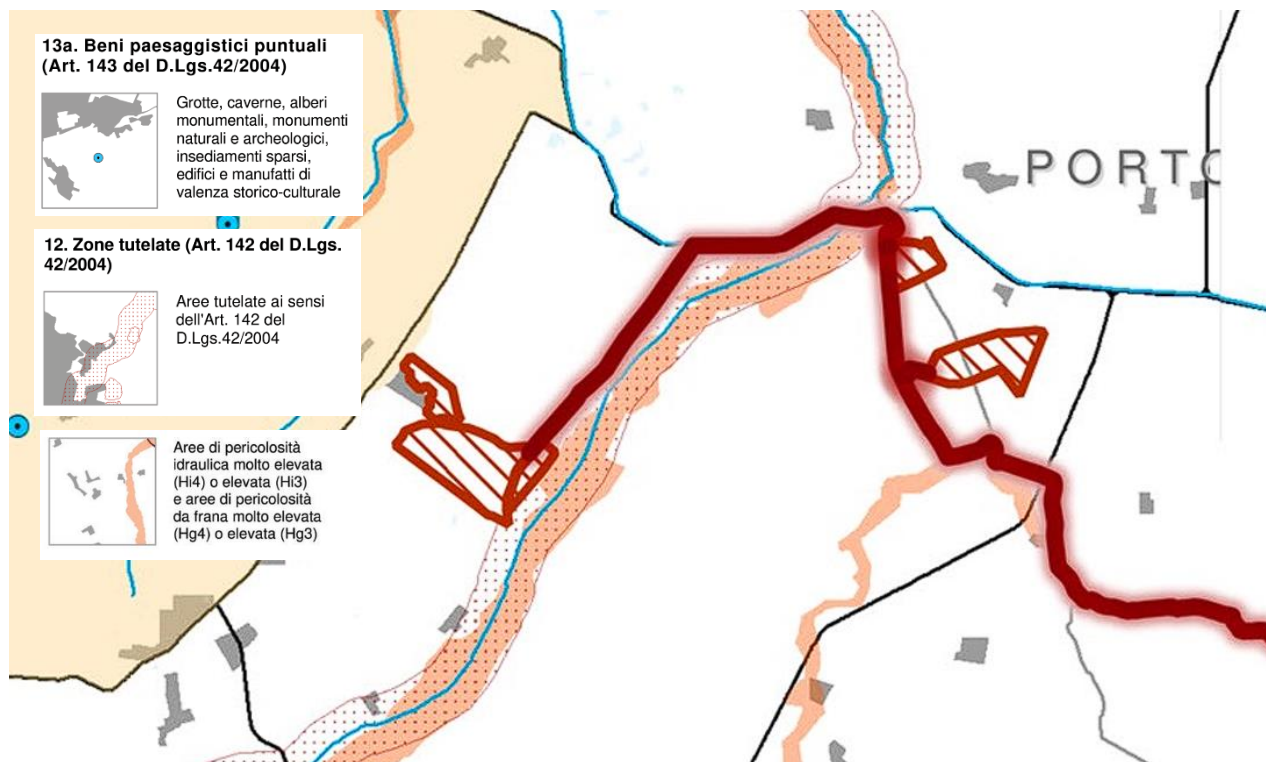 13a. Beni paesaggistici puntuali
(Art. 143 del D.Lgs.42/2004)
Grotte, caverne, alberi
monumentali, monumenti
naturali e archeologici,
insediamenti sparsi,
edifici e manufatti di
valenza storico-culturale
12. Zone tutelate (Art. 142 del D.Lgs.
42/2004)
Aree tutelate ai sensi
dell'Art. 142 del
D.Lgs.42/2004
Aree di pericolosità
idraulica molto elevata
(Hi4) o elevata (Hi3)
e aree di pericolosità
da frana molto elevata
(Hg4) o elevata (Hg3)
PORTO